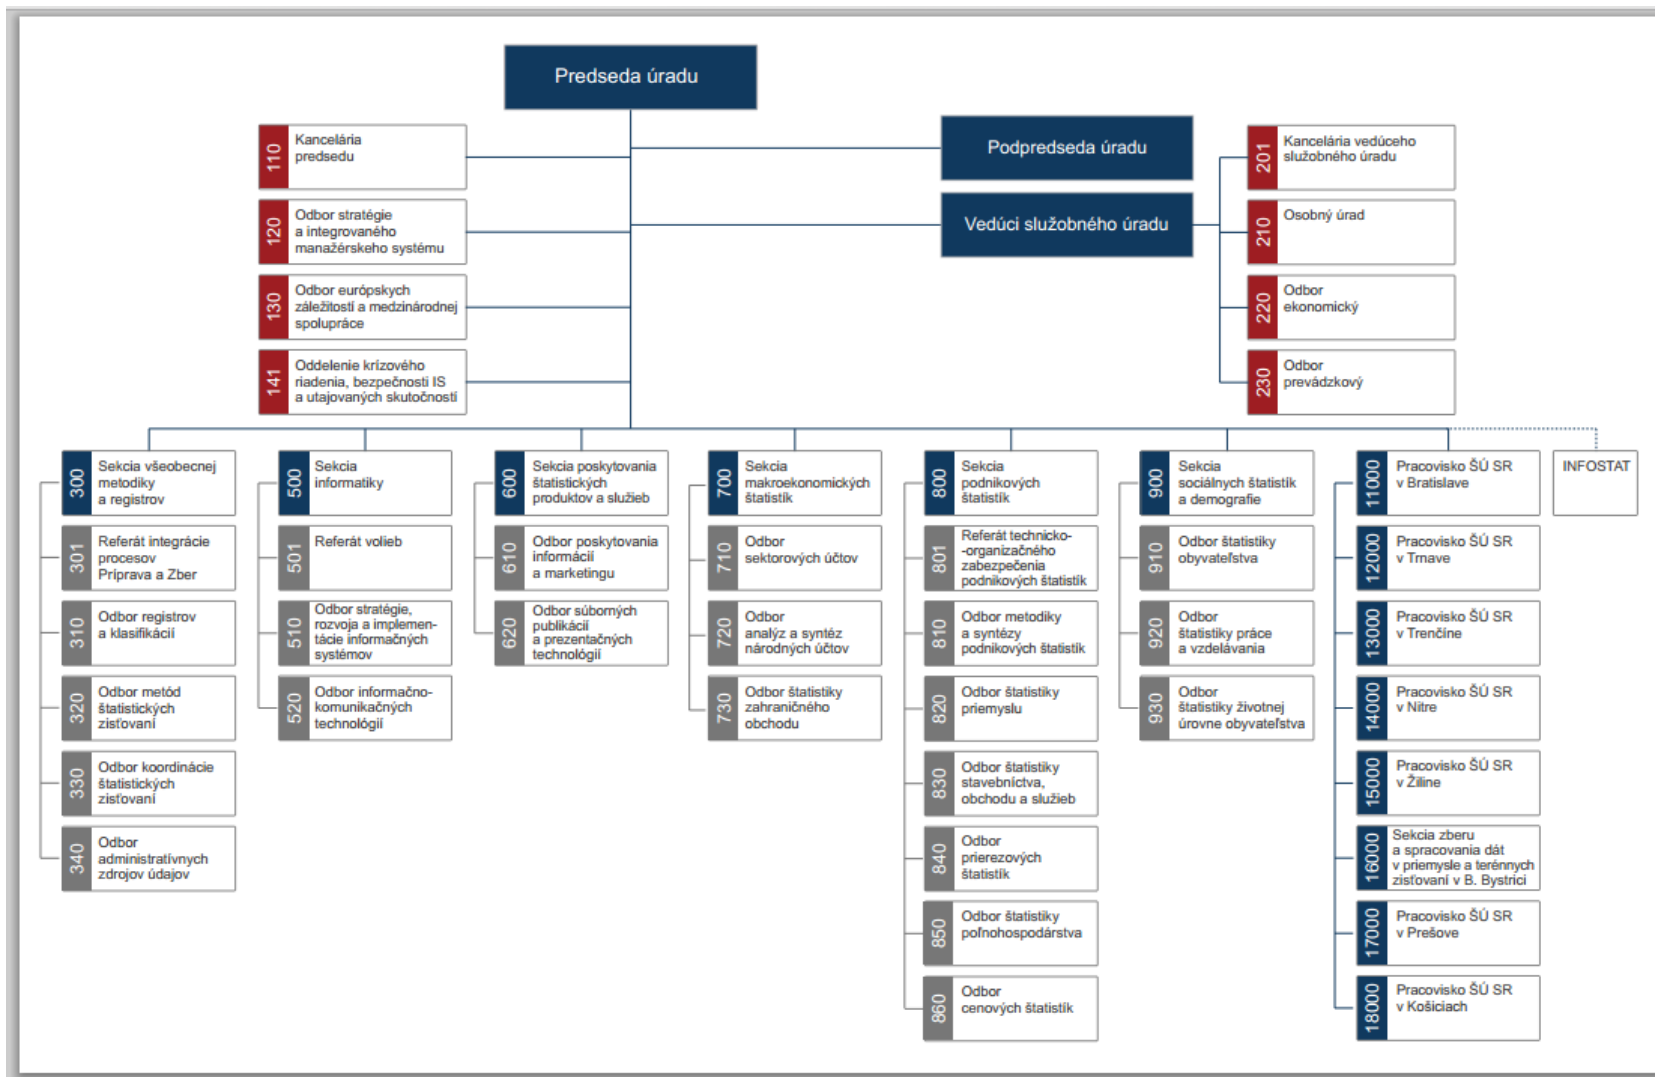 Predseda úradu
Podpredseda úradu
Vedúci služobného úradu
110
Kancelária
predsedu
120
Odbor stratégie
a integrovaného
manažérskeho systému
130
Odbor európskych
záležitostí a medzinárodnej
spolupráce
141
Oddelenie krízového
riadenia, bezpečnosti IS
a utajovaných skutočností
201
Kancelária vedúceho
služobného úradu
210
Osobný úrad
220
Odbor
ekonomický
230
Odbor
prevádzkový
300
Sekcia všeobecnej
metodiky
a registrov
301
Referát integrácie
procesov
Príprava a Zber
310
Odbor registrov
a klasifikácií
320
Odbor metód
štatistických
zisťovaní
330
Odbor koordinácie
štatistických
zisťovaní
340
Odbor
administratívnych
zdrojov údajov
500
Sekcia
informatiky
501
Referát volieb
510
Odbor stratégie,
rozvoja a implemen-
tácie informačných
systémov
520
Odbor informačno-
komunikačných
technológií
600
Sekcia poskytovania
štatistických
produktov a služieb
610
Odbor poskytovania
informácií
a marketingu
620
Odbor súborných
publikácií
a prezentačných
technológií
700
Sekcia
makroekonomických
štatistík
710
Odbor
sektorových účtov
720
Odbor
analýz a syntéz
národných účtov
730
Odbor štatistiky
zahraničného
obchodu
800
Sekcia
podnikových
štatistík
801
Referát technicko-
-organizačného
zabezpečenia
podnikových štatistík
810
Odbor metodiky
a syntézy
podnikových štatistík
820
Odbor štatistiky
priemyslu
830
Odbor štatistiky
stavebníctva,
obchodu a služieb
840
Odbor
prierezových
štatistík
850
Odbor štatistiky
poľnohospodárstva
860
Odbor
cenových štatistík
900
Sekcia
sociálnych štatistík
a demografie
910
Odbor štatistiky
obyvateľstva
920
Odbor
štatistiky práce
a vzdelávania
930
Odbor
štatistiky životnej
úrovne obyvateľstva
11000
Pracovisko ŠÚ SR
v Bratislave
12000
Pracovisko ŠÚ SR
v Trnave
13000
Pracovisko ŠÚ SR
v Trenčíne
14000
Pracovisko ŠÚ SR
v Nitre
15000
Pracovisko ŠÚ SR
v Žiline
16000
Sekcia zberu
a spracovania dát
v priemysle a terénnych
zisťovaní v B. Bystrici
17000
Pracovisko ŠÚ SR
v Prešove
18000
Pracovisko ŠÚ SR
v Košiciach
INFOSTAT